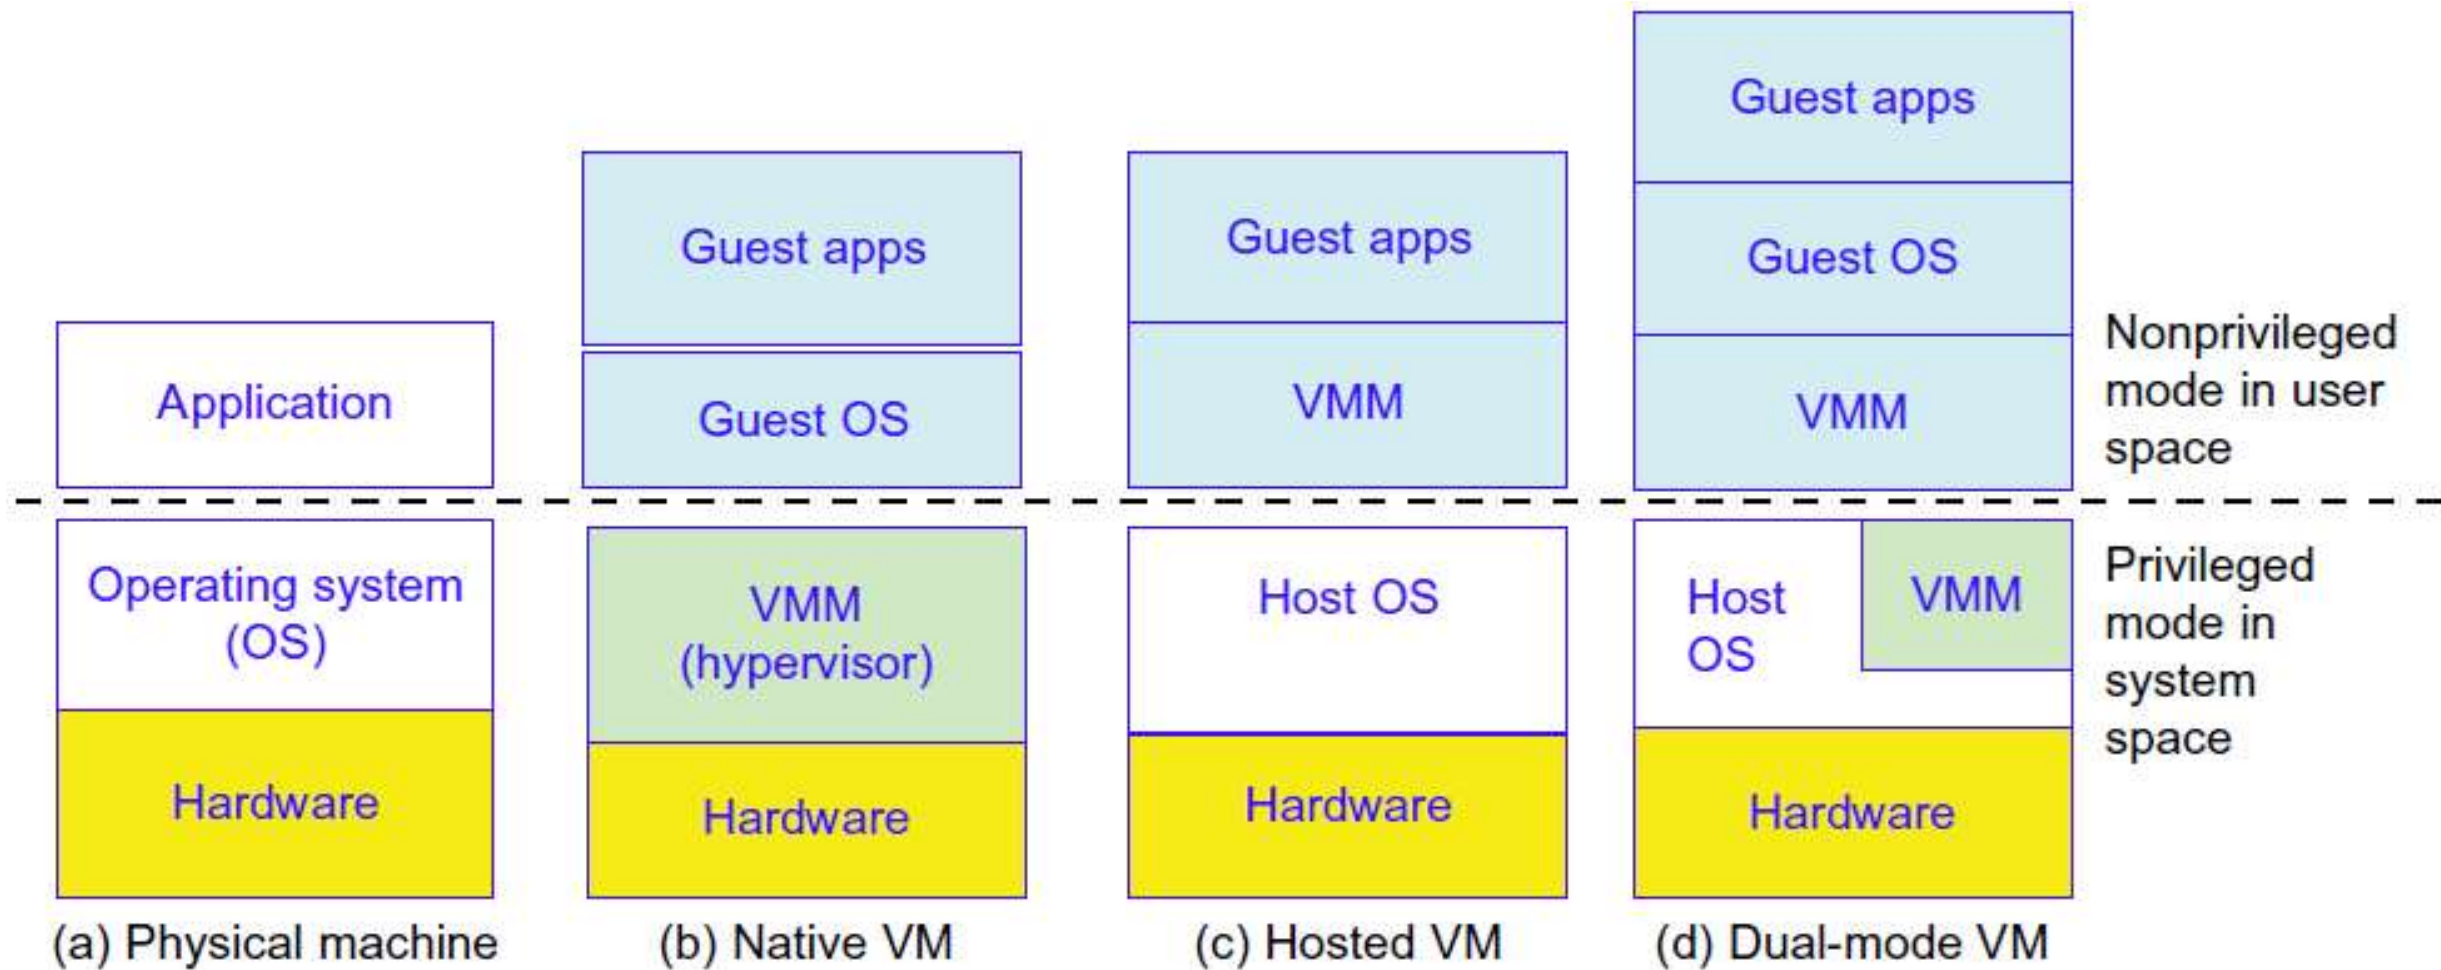 Application
Operating system
(OS)
Hardware
(a) Physical machine
Guest apps
Guest OS
VMM
(hypervisor)
Hardware
(b) Native VM
Guest apps
VMM
Host OS
Hardware
(c) Hosted VM
Guest apps
Guest OS
VMM
Host
OS
VMM
Hardware
(d) Dual-mode VM
Nonprivileged
mode in user
space
Privileged
mode in
system
space